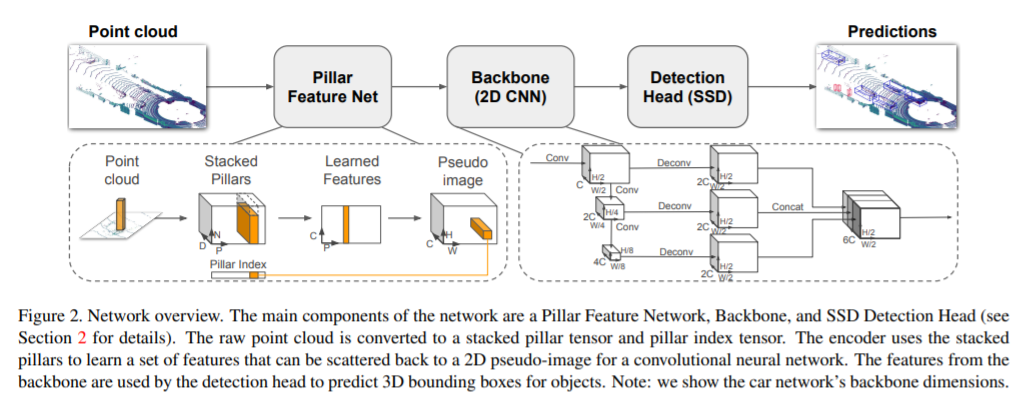 Point cloud
Predictions
Pillar
Feature Net
Backbone
(2D CNN)
Detection
Head (SSD)
Point
cloud
Stacked
Pillars
Learned
Features
Pseudo
image
D
N
P
Pillar Index
C
P
C
H
W
Conv
C
H/2
W/2
Conv
2C
H/4
W/4
Conv
4C
H/8
W/8
Deconv
2C
H/2
W/2
Deconv
2C
H/2
W/2
Deconv
2C
H/2
W/2
Concat
6C
H/2
W/2
Figure 2. Network overview. The main components of the network are a Pillar Feature Network, Backbone, and SSD Detection Head (see
Section 2 for details). The raw point cloud is converted to a stacked pillar tensor and pillar index tensor. The encoder uses the stacked
pillars to learn a set of features that can be scattered back to a 2D pseudo-image for a convolutional neural network. The features from the
backbone are used by the detection head to predict 3D bounding boxes for objects. Note: we show the car network's backbone dimensions.